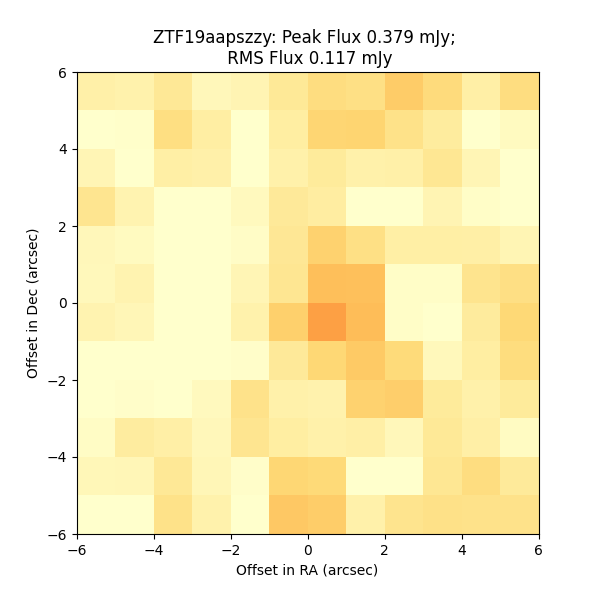 ZTF19aapszzy: Peak Flux 0.379 mJy;
RMS Flux 0.117 mJy
6
4
2
0
−2
−4
−6
Offset in Dec (arcsec)
−6 −4 −2 0 2 4 6
Offset in RA (arcsec)